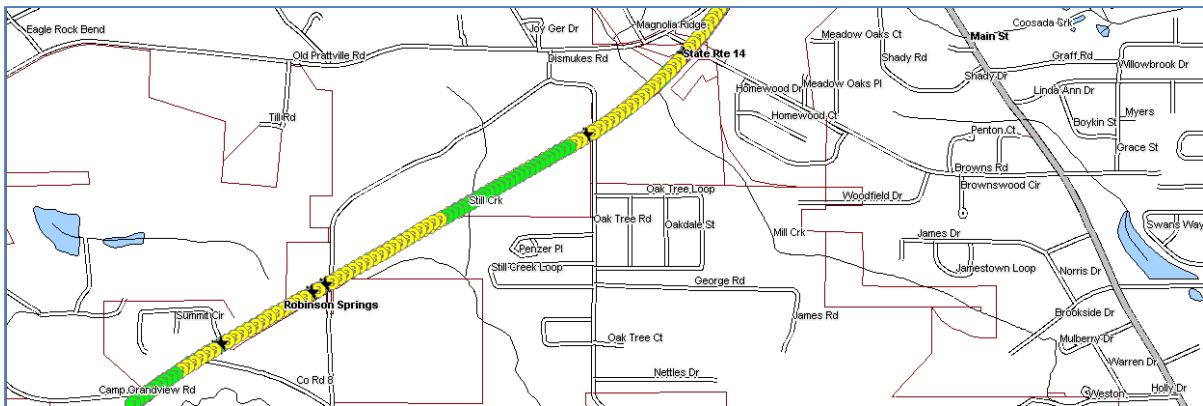 Eagle Rock Bend
Joy Ger Dr
Magnolia Ridge
Coosada Crk
Meadow Oaks Ct
Main St
Old Prattville Rd
Dismukes Rd
State Rte 14
Shady Rd
Graff Rd
Willowbrook Dr
Shady Dr
Meadow Oaks Pl
Homewood Dr
Linda Ann Dr
Till Rd
Homewood Ct
Boykin St
Myers
Penton Ct
Grace St
Browns Rd
Brownswood Cir
Oak Tree Loop
Woodfield Dr
Still Crk
Oak Tree Rd
Oakdale St
Mill Crk
James Dr
Swans Way
Penzer Pl
Still Creek Loop
Jamestown Loop
Norris Dr
George Rd
Robinson Springs
Summit Cir
James Rd
Brookside Dr
Oak Tree Ct
Mulberry Dr
Warren Dr
Co Rd 8
Nettles Dr
Camp Grandview Rd
Weston
Holly Dr